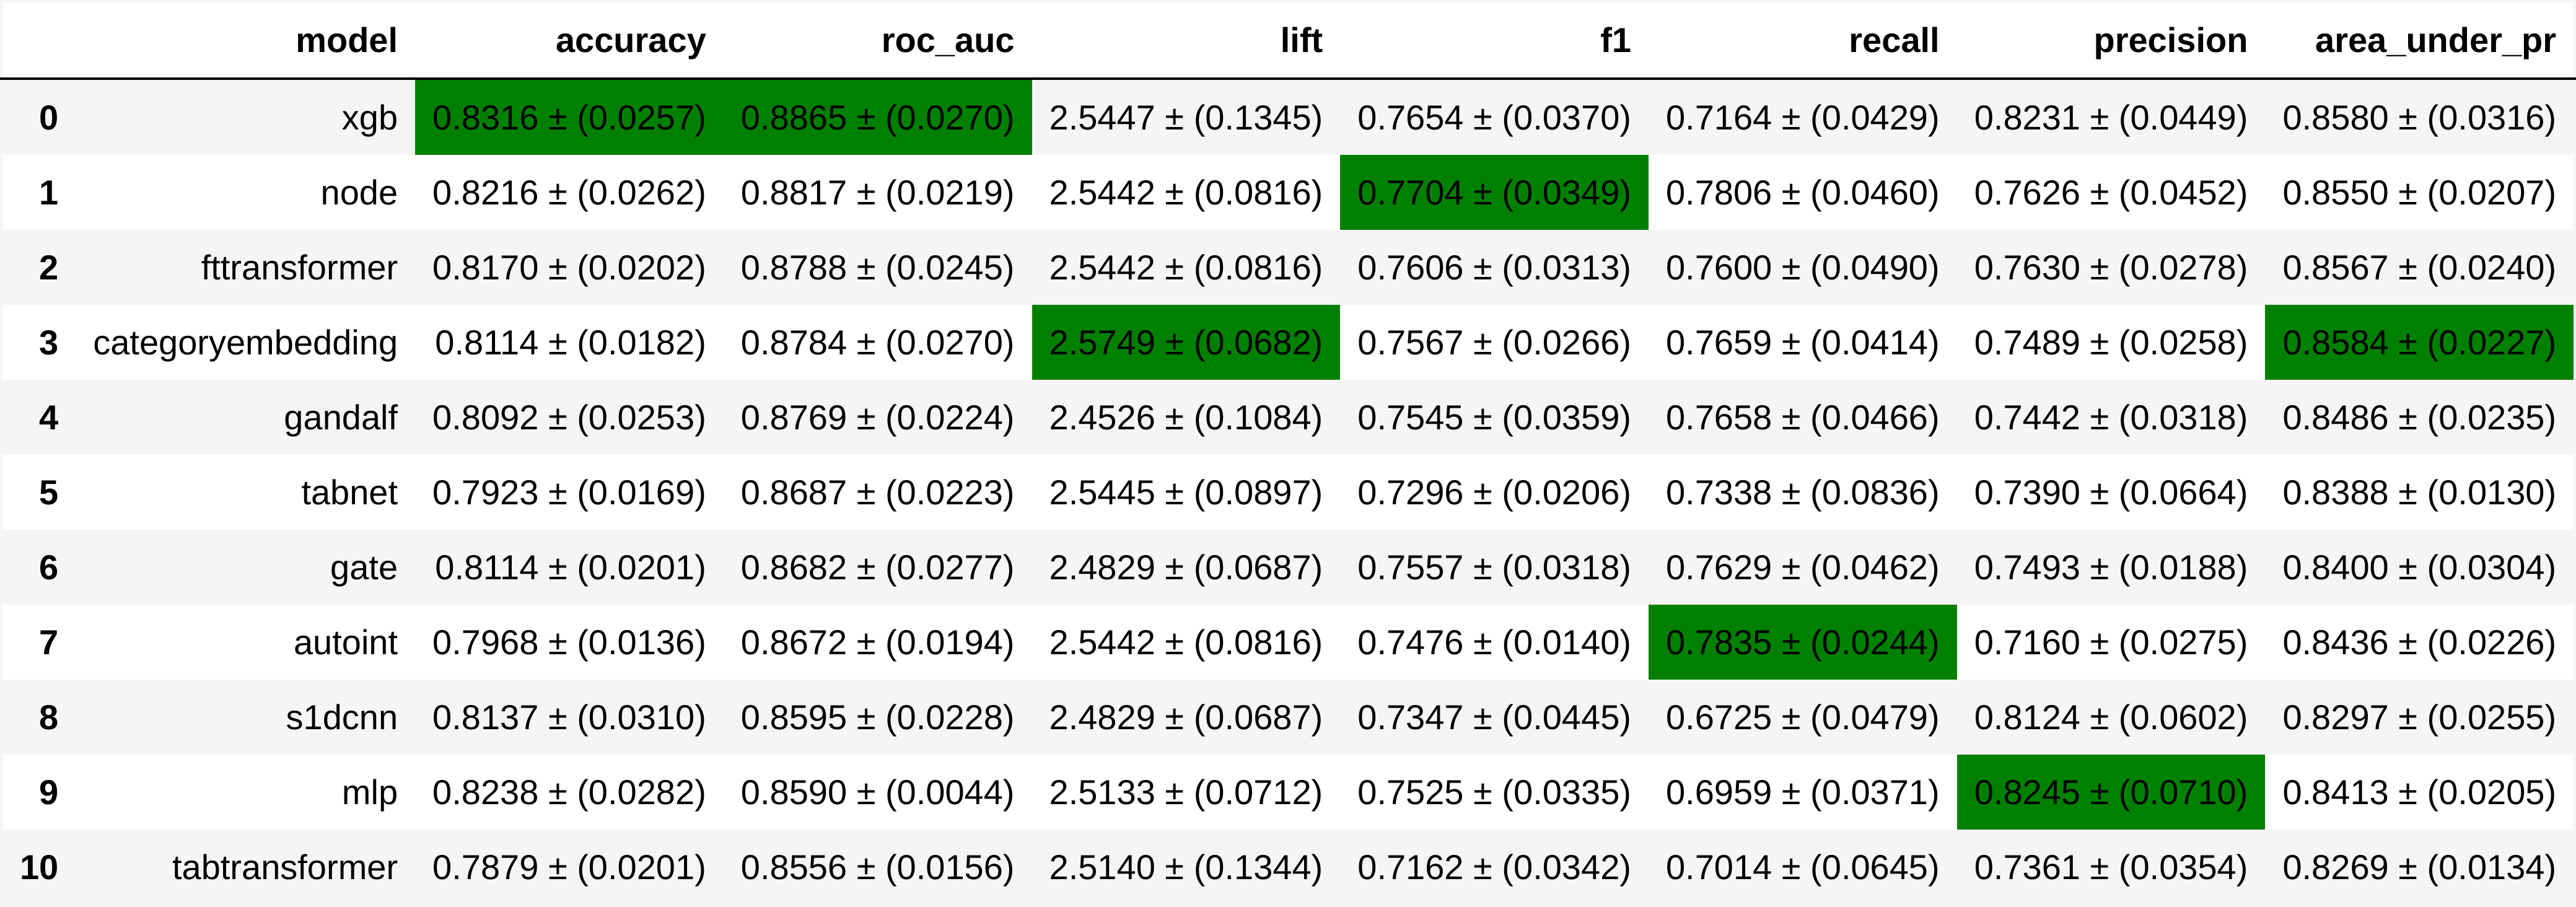 model accuracy roc_auc lift f1 recall precision area_under_pr
0 xgb 0.8316 ± (0.0257) 0.8865 ± (0.0270) 2.5447 ± (0.1345) 0.7654 ± (0.0370) 0.7164 ± (0.0429) 0.8231 ± (0.0449) 0.8580 ± (0.0316)
1 node 0.8216 ± (0.0262) 0.8817 ± (0.0219) 2.5442 ± (0.0816) 0.7704 ± (0.0349) 0.7806 ± (0.0460) 0.7626 ± (0.0452) 0.8550 ± (0.0207)
2 fttransformer 0.8170 ± (0.0202) 0.8788 ± (0.0245) 2.5442 ± (0.0816) 0.7606 ± (0.0313) 0.7600 ± (0.0490) 0.7630 ± (0.0278) 0.8567 ± (0.0240)
3 categoryembedding 0.8114 ± (0.0182) 0.8784 ± (0.0270) 2.5749 ± (0.0682) 0.7567 ± (0.0266) 0.7659 ± (0.0414) 0.7489 ± (0.0258) 0.8584 ± (0.0227)
4 gandalf 0.8092 ± (0.0253) 0.8769 ± (0.0224) 2.4526 ± (0.1084) 0.7545 ± (0.0359) 0.7658 ± (0.0466) 0.7442 ± (0.0318) 0.8486 ± (0.0235)
5 tabnet 0.7923 ± (0.0169) 0.8687 ± (0.0223) 2.5445 ± (0.0897) 0.7296 ± (0.0206) 0.7338 ± (0.0836) 0.7390 ± (0.0664) 0.8388 ± (0.0130)
6 gate 0.8114 ± (0.0201) 0.8682 ± (0.0277) 2.4829 ± (0.0687) 0.7557 ± (0.0318) 0.7629 ± (0.0462) 0.7493 ± (0.0188) 0.8400 ± (0.0304)
7 autoint 0.7968 ± (0.0136) 0.8672 ± (0.0194) 2.5442 ± (0.0816) 0.7476 ± (0.0140) 0.7835 ± (0.0244) 0.7160 ± (0.0275) 0.8436 ± (0.0226)
8 s1dcnn 0.8137 ± (0.0310) 0.8595 ± (0.0228) 2.4829 ± (0.0687) 0.7347 ± (0.0445) 0.6725 ± (0.0479) 0.8124 ± (0.0602) 0.8297 ± (0.0255)
9 mlp 0.8238 ± (0.0282) 0.8590 ± (0.0044) 2.5133 ± (0.0712) 0.7525 ± (0.0335) 0.6959 ± (0.0371) 0.8245 ± (0.0710) 0.8413 ± (0.0205)
10 tabtransformer 0.7879 ± (0.0201) 0.8556 ± (0.0156) 2.5140 ± (0.1344) 0.7162 ± (0.0342) 0.7014 ± (0.0645) 0.7361 ± (0.0354) 0.8269 ± (0.0134)